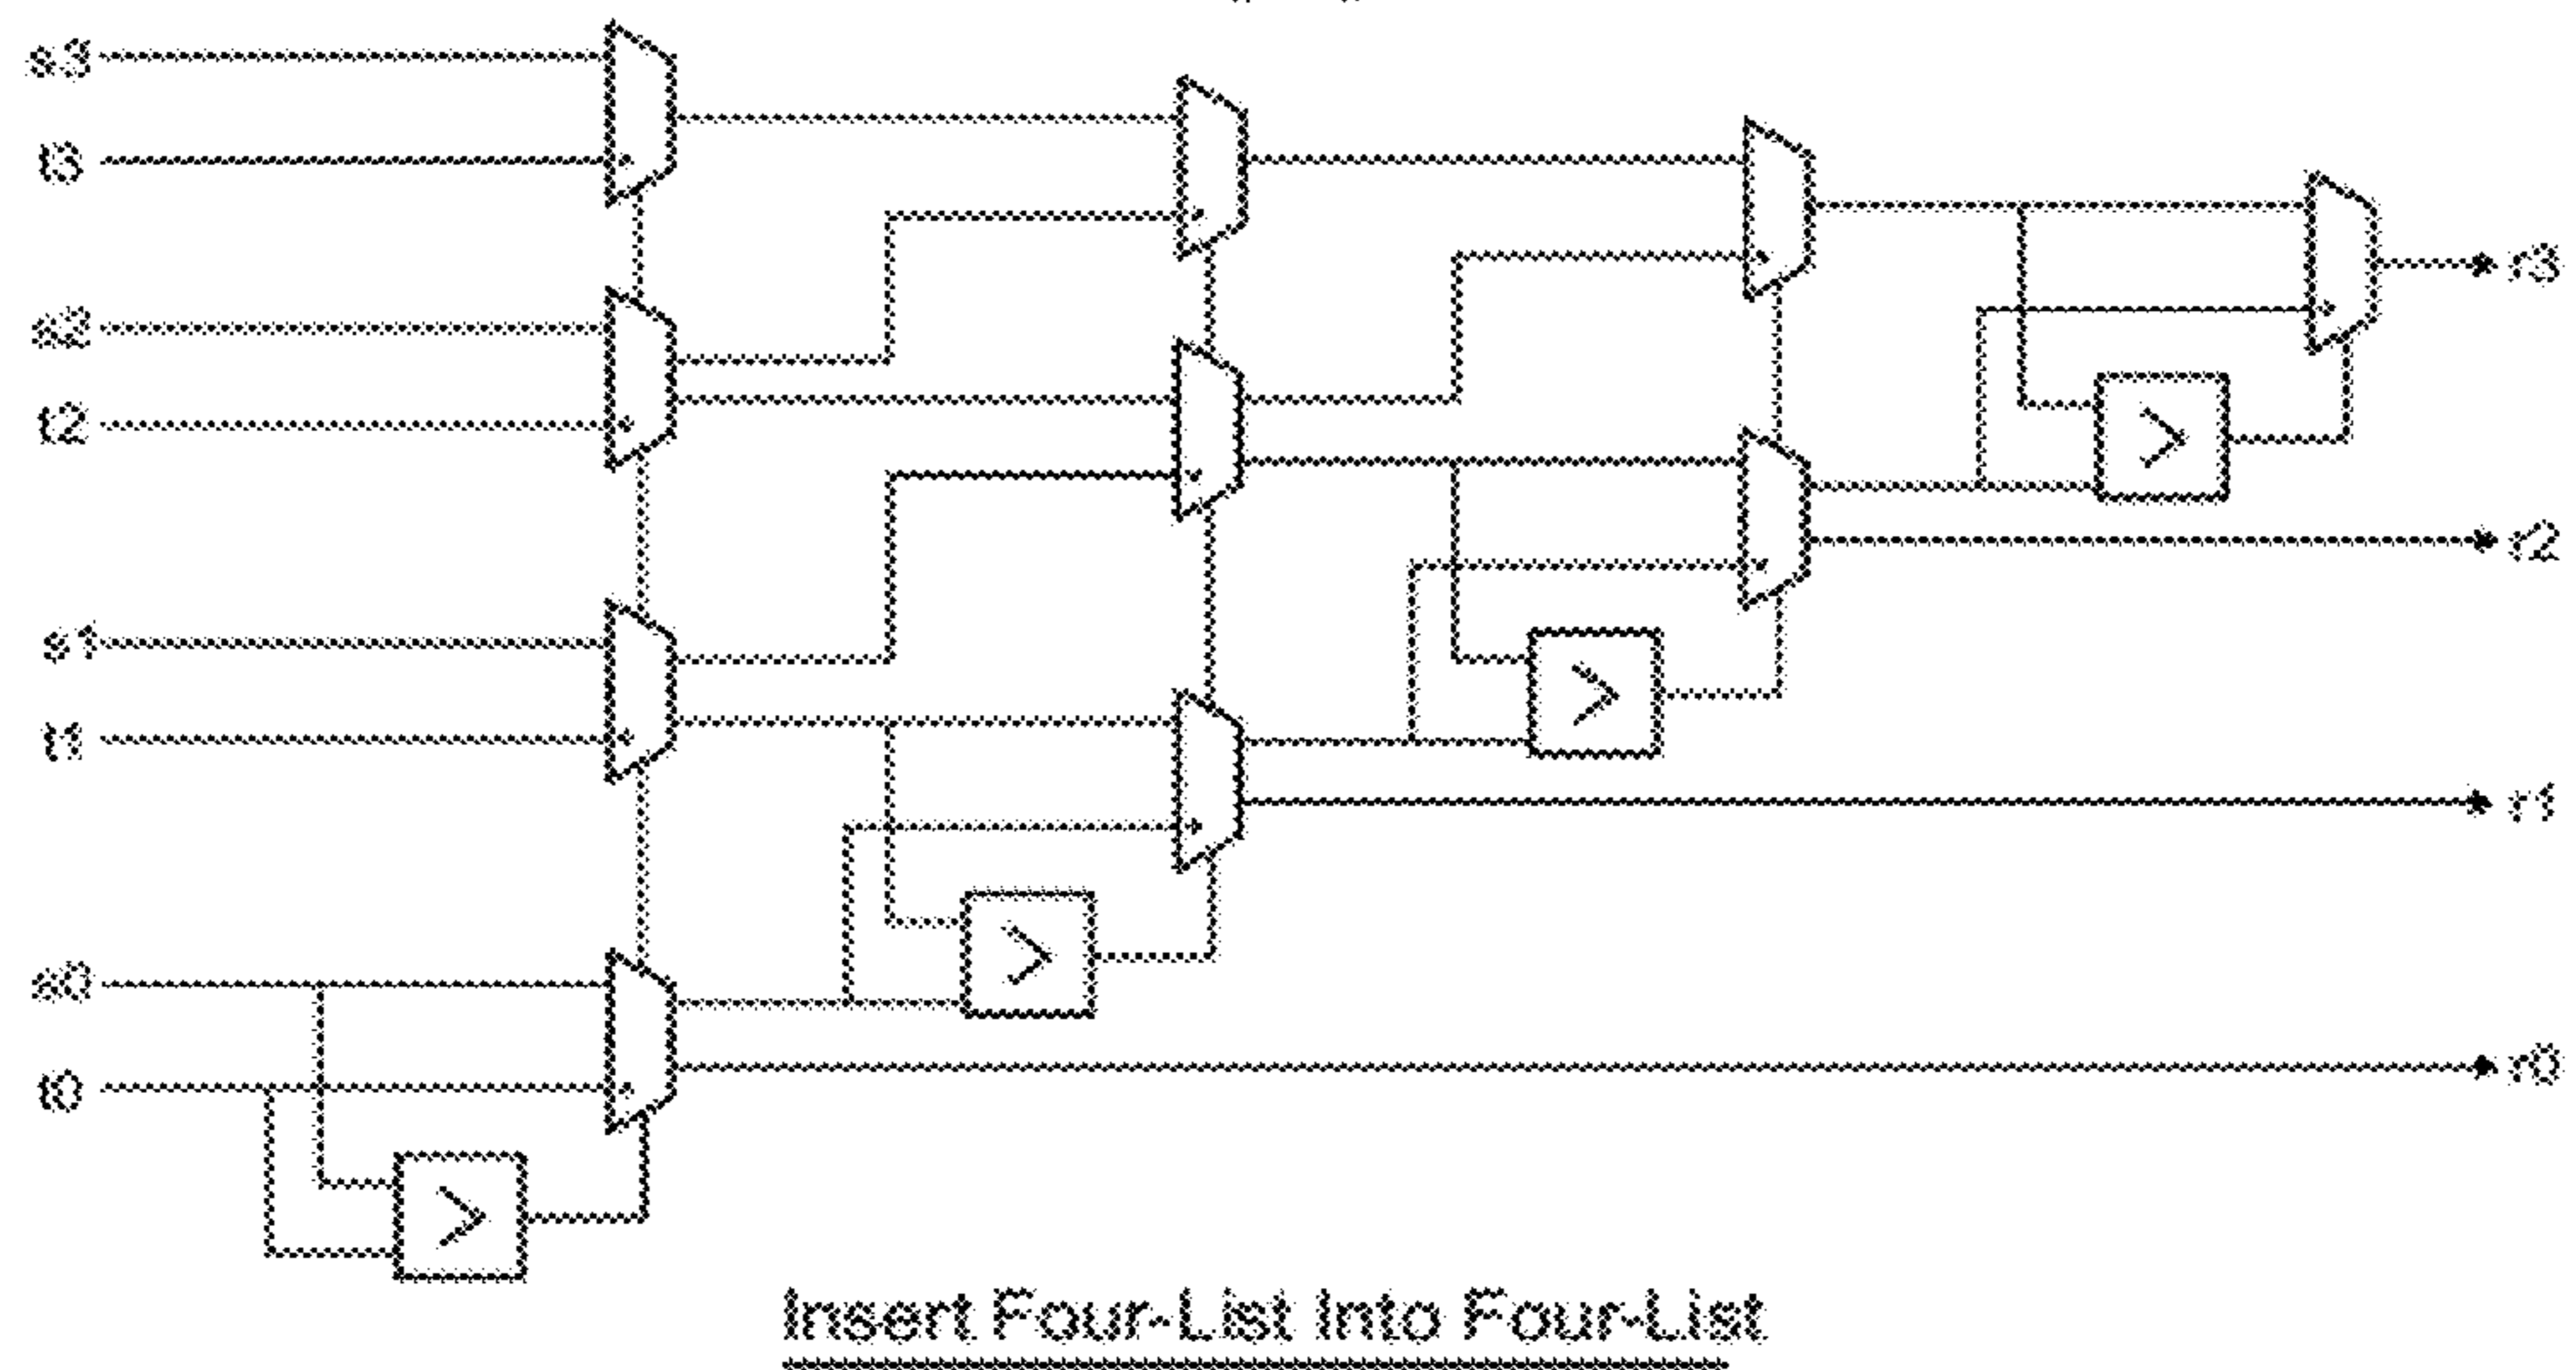 s3
t3
r3
s2
t2
>
r2
s1
t1
>
r1
>
s0
t0
r0
>
Insert Four-List Into Four-List